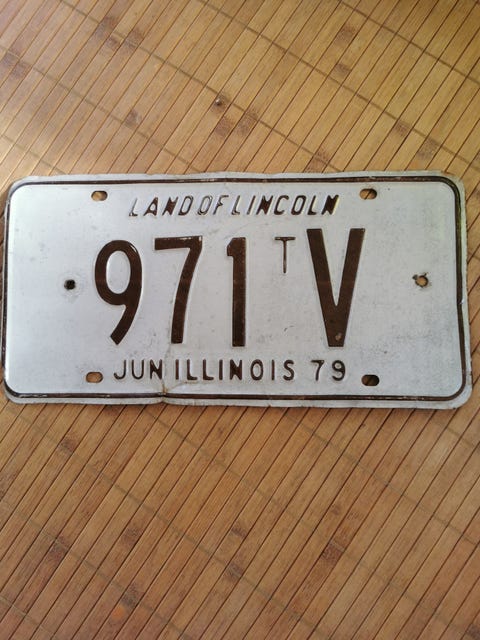 LAND OF LINCOLN
971 T V
JUN ILLINOIS 79